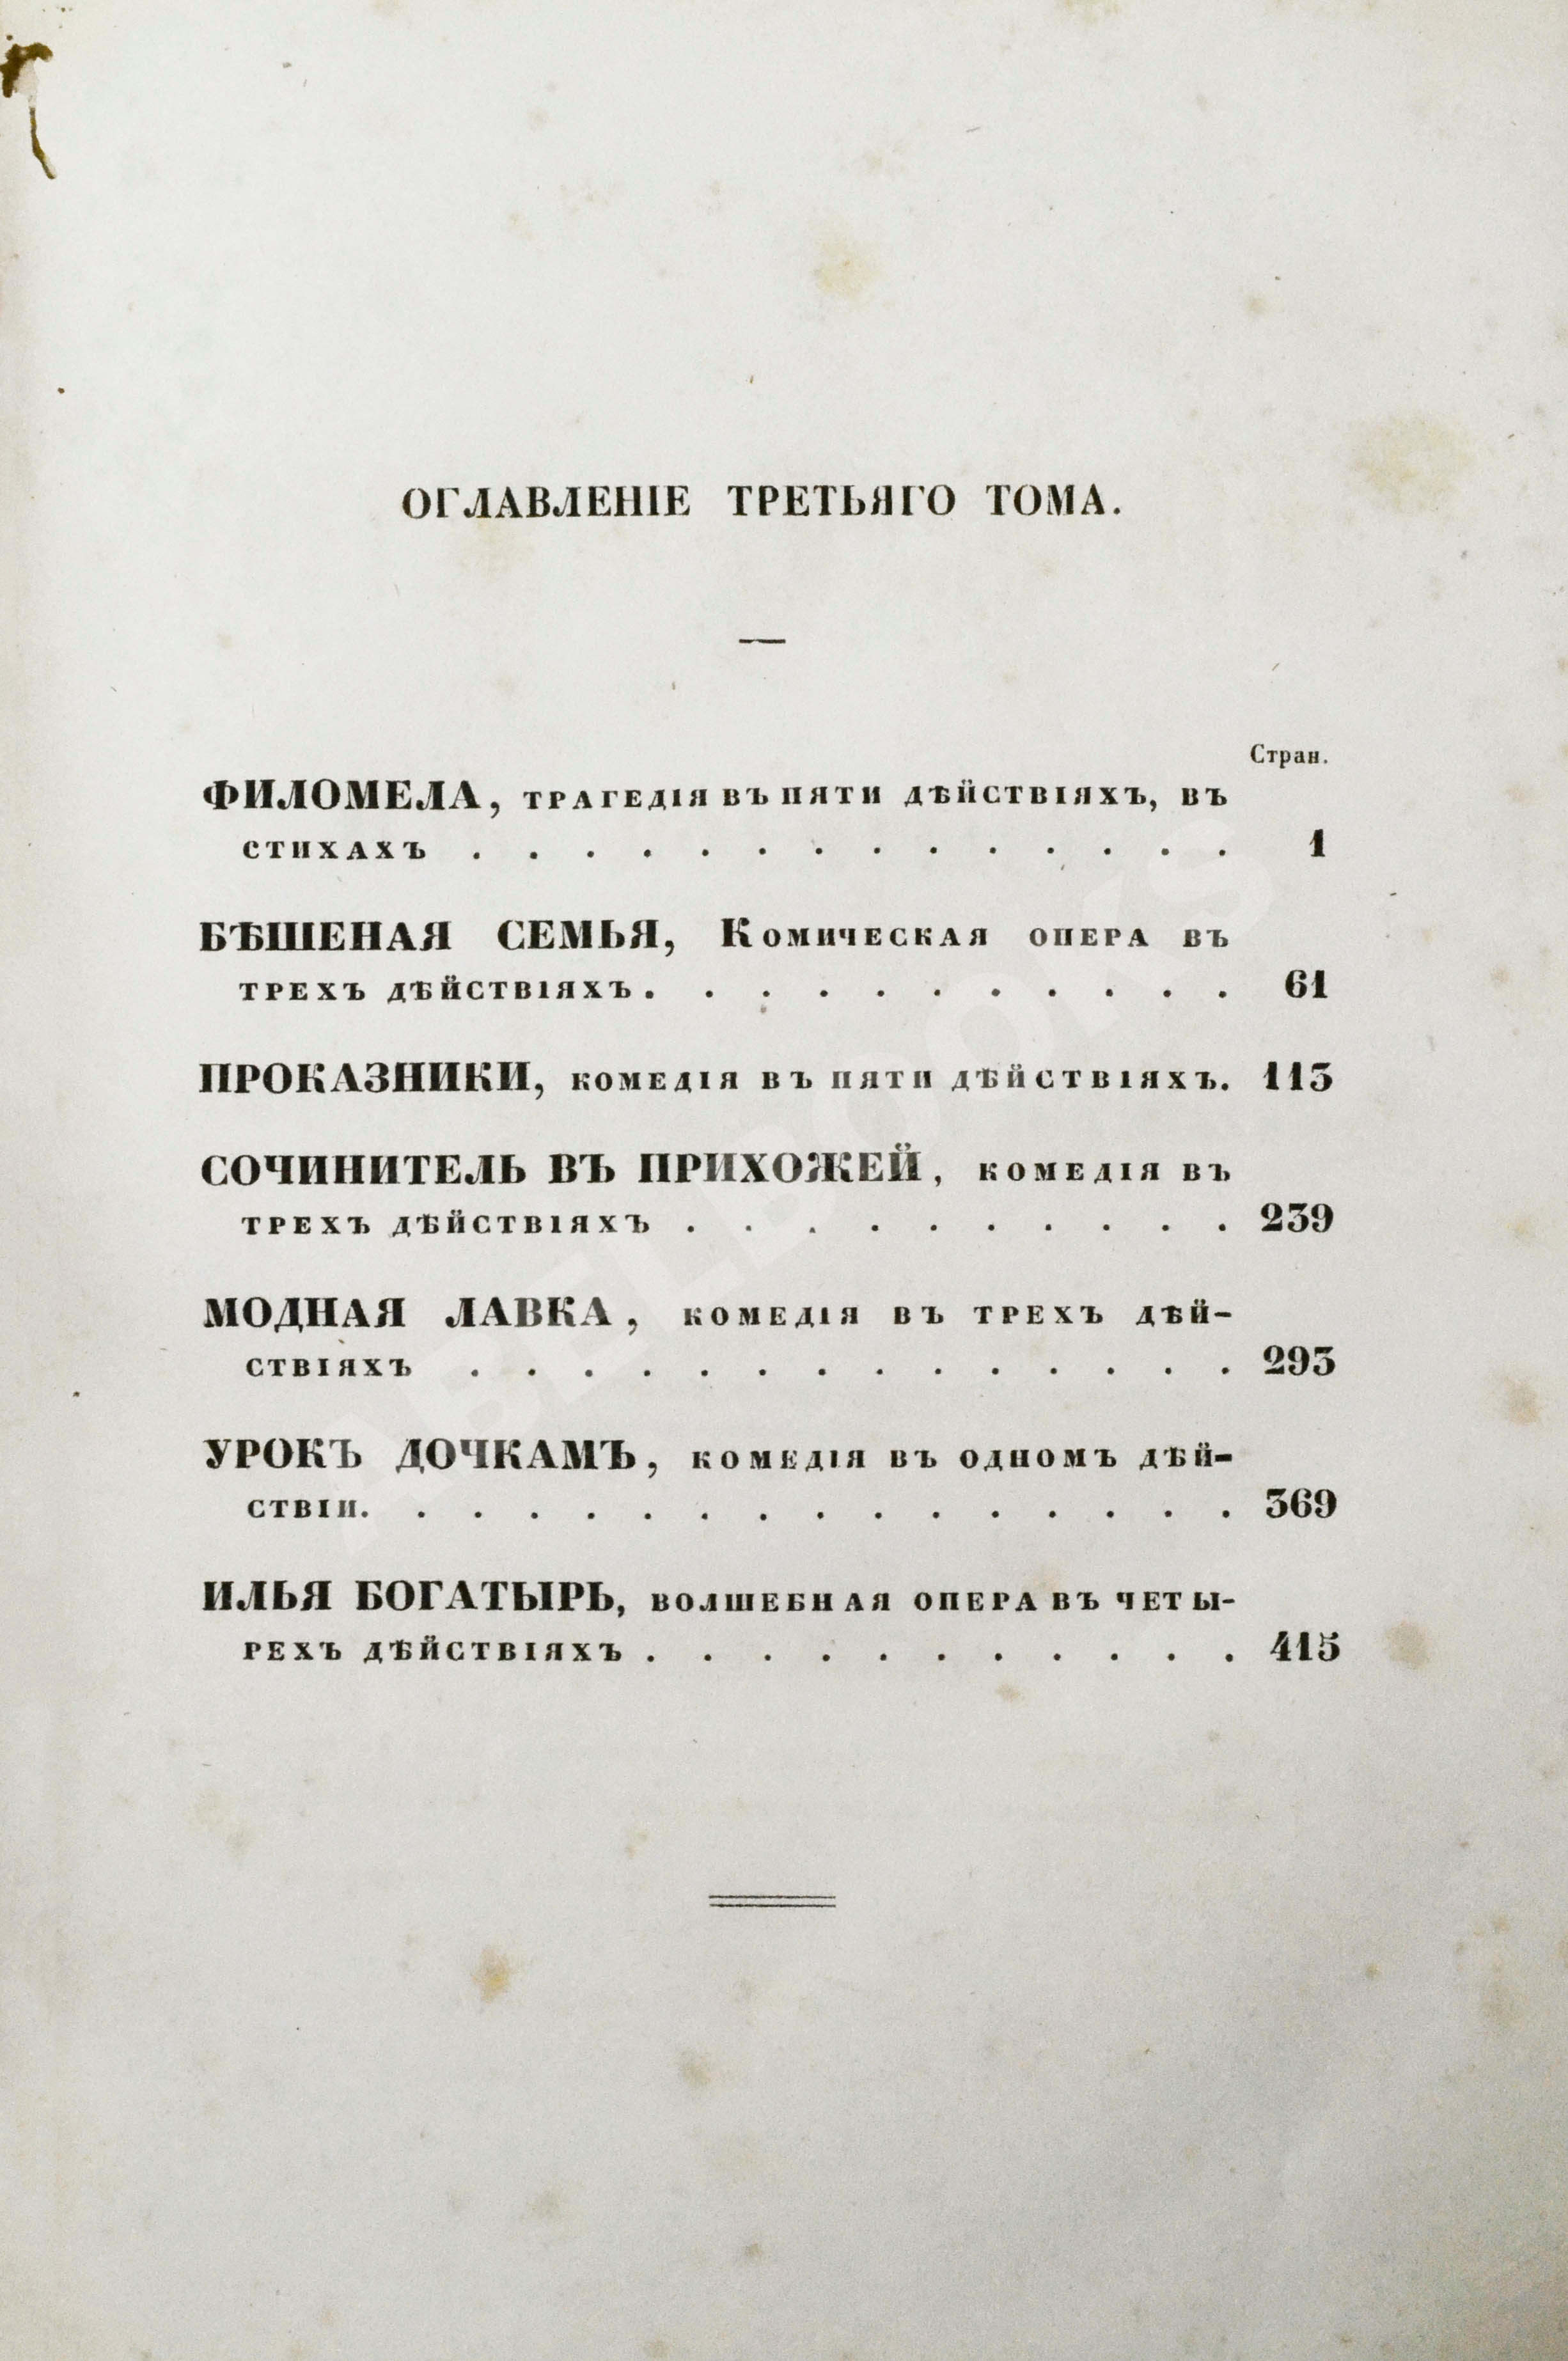 ОГЛАВЛЕНІЕ ТРЕТЬЯГО ТОМА.
Стран.
ФИЛОМЕЛА, ТРАГЕДІЯ ВЪ ПЯТИ ДѢЙСТВІЯХЪ, ВЪ
СТИХАХЪ . . . . . . . . . . . . . . 1
БѢШЕНАЯ СЕМЬЯ, КОМИЧЕСКАЯ ОПЕРА ВЪ
ТРЕХЪ ДѢЙСТВІЯХЪ. . . . . . . . . . . 61
ПРОКАЗНИКИ, КОМЕДІЯ ВЪ ПЯТИ ДѢЙСТВІЯХЪ. 113
СОЧИНИТЕЛЬ ВЪ ПРИХОЖЕЙ, КОМЕДІЯ ВЪ
ТРЕХЪ ДѢЙСТВІЯХЪ . . . . . . . . . . 239
МОДНАЯ ЛАВКА, КОМЕДІЯ ВЪ ТРЕХЪ ДѢЙ-
СТВІЯХЪ . . . . . . . . . . . . . . 293
УРОКЪ ДОЧКАМЪ, КОМЕДІЯ ВЪ ОДНОМЪ ДѢЙ-
СТВІИ. . . . . . . . . . . . . . . . 369
ИЛЬЯ БОГАТЫРЬ, ВОЛШЕБНАЯ ОПЕРА ВЪ ЧЕТЫ-
РЕХЪ ДѢЙСТВІЯХЪ . . . . . . . . . . . 415
ABELBOOKS